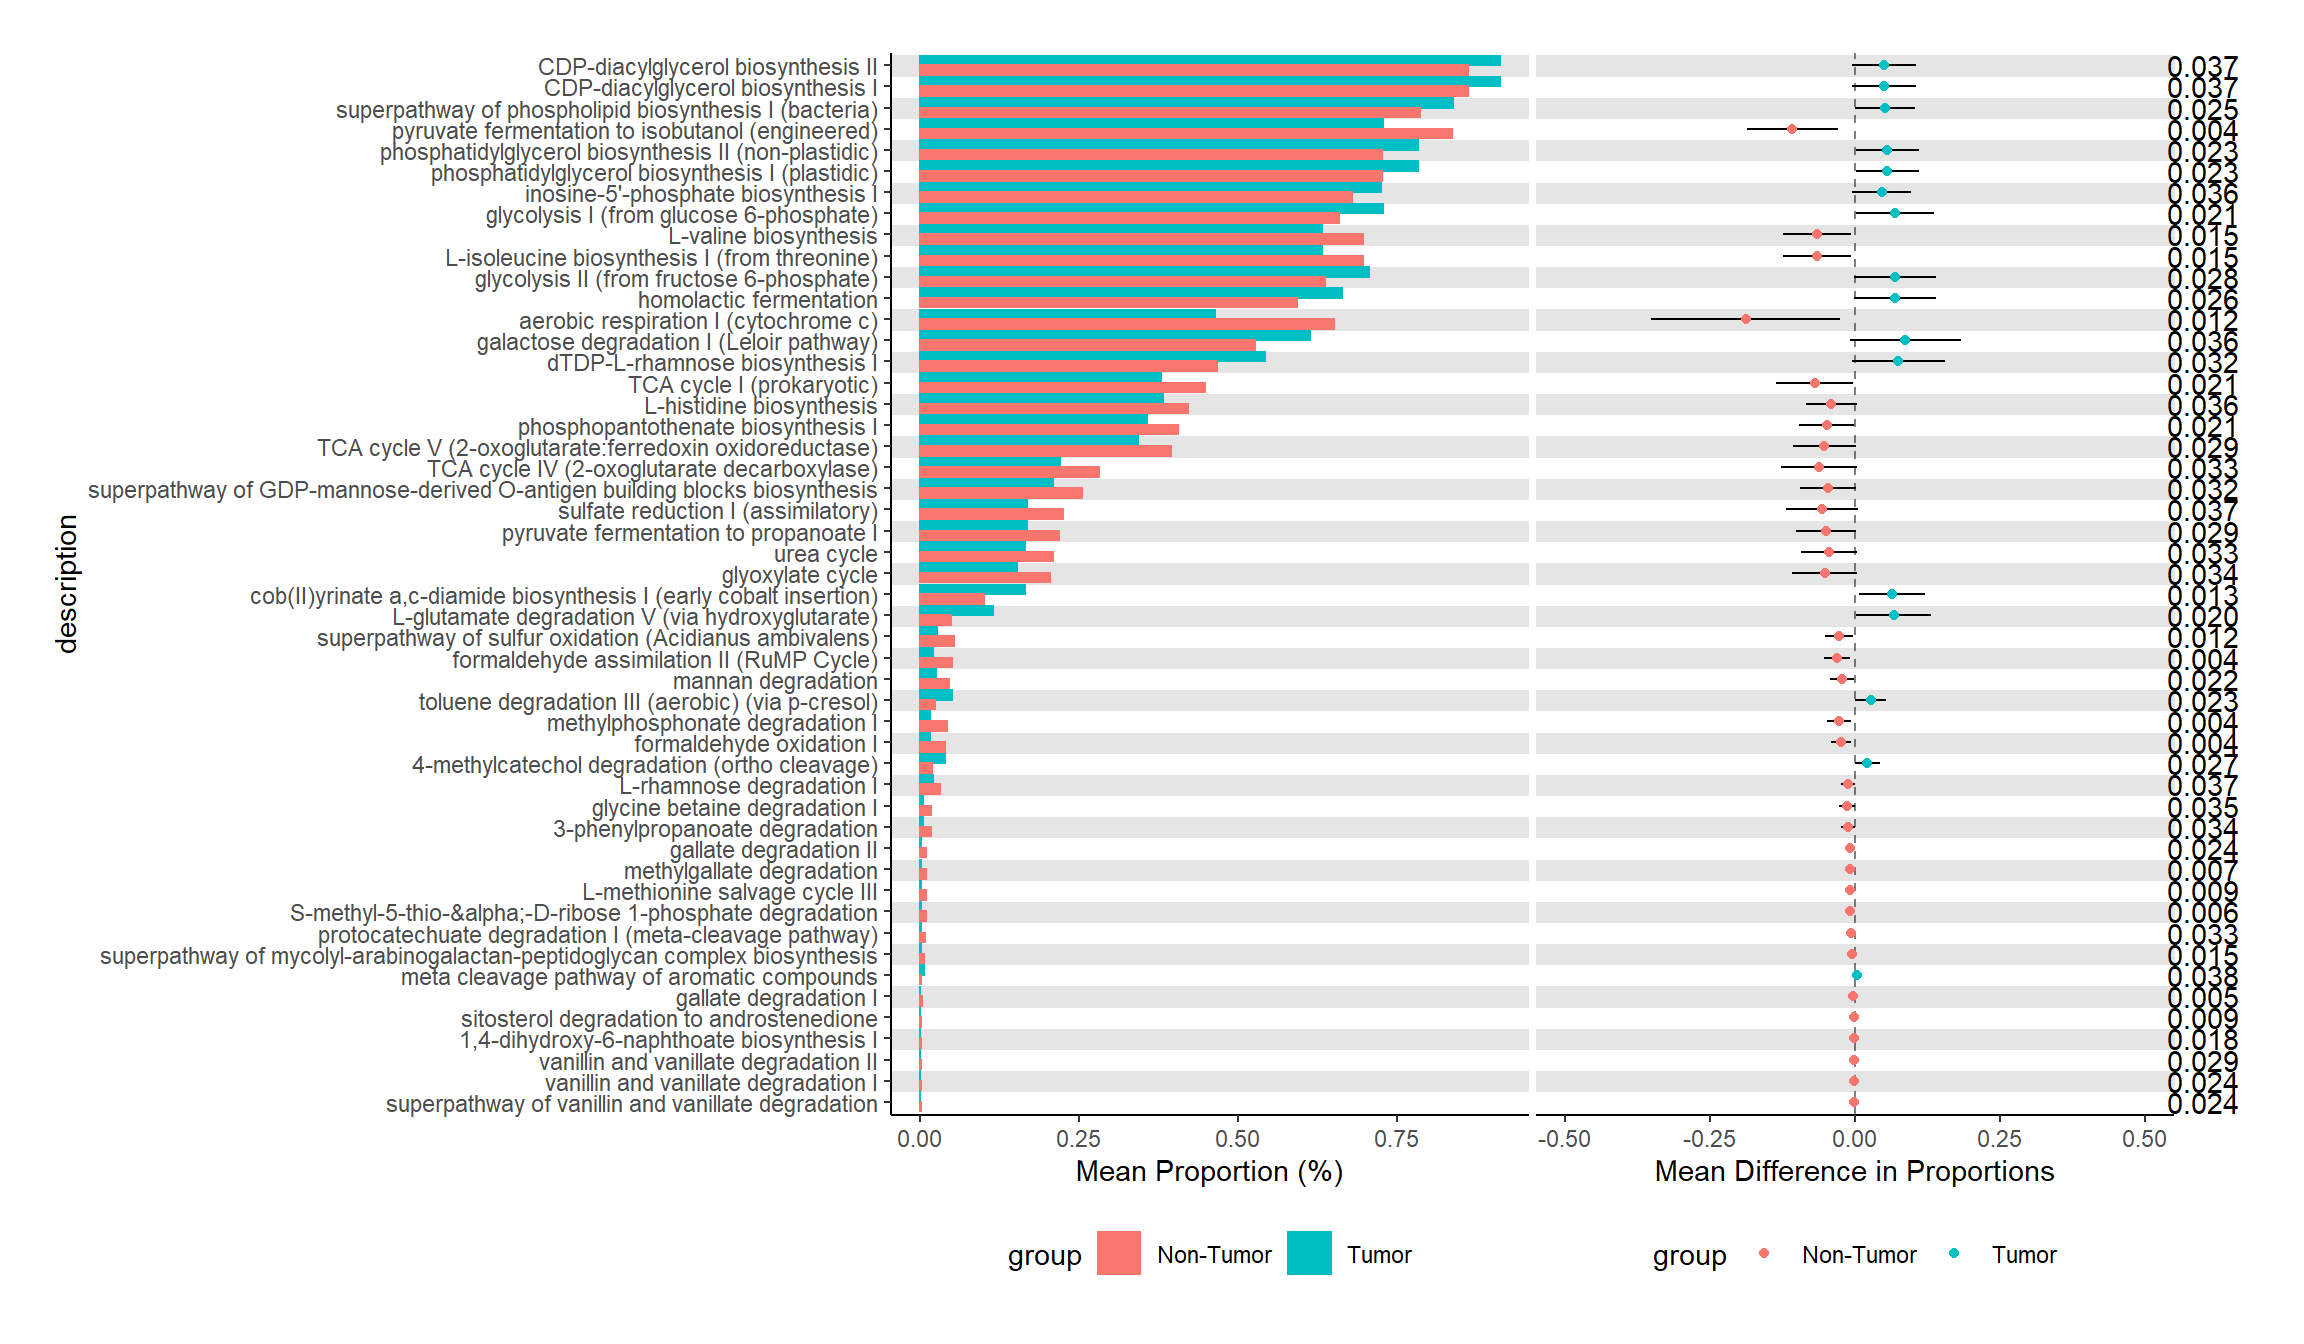 description
CDP-diacylglycerol biosynthesis II 0.037
CDP-diacylglycerol biosynthesis I 0.037
superpathway of phospholipid biosynthesis I (bacteria) 0.025
pyruvate fermentation to isobutanol (engineered) 0.004
phosphatidylglycerol biosynthesis II (non-plastidic) 0.023
phosphatidylglycerol biosynthesis I (plastidic) 0.023
inosine-5'-phosphate biosynthesis I 0.036
glycolysis I (from glucose 6-phosphate) 0.021
L-valine biosynthesis 0.015
L-isoleucine biosynthesis I (from threonine) 0.015
glycolysis II (from fructose 6-phosphate) 0.028
homolactic fermentation 0.026
aerobic respiration I (cytochrome c) 0.012
galactose degradation I (Leloir pathway) 0.036
dTDP-L-rhamnose biosynthesis I 0.032
TCA cycle I (prokaryotic) 0.021
L-histidine biosynthesis 0.036
phosphopantothenate biosynthesis I 0.021
TCA cycle V (2-oxoglutarate:ferredoxin oxidoreductase) 0.029
TCA cycle IV (2-oxoglutarate decarboxylase) 0.033
superpathway of GDP-mannose-derived O-antigen building blocks biosynthesis 0.032
sulfate reduction I (assimilatory) 0.037
pyruvate fermentation to propanoate I 0.029
urea cycle 0.033
glyoxylate cycle 0.034
cob(II)yrinate a,c-diamide biosynthesis I (early cobalt insertion) 0.013
L-glutamate degradation V (via hydroxyglutarate) 0.020
superpathway of sulfur oxidation (Acidianus ambivalens) 0.012
formaldehyde assimilation II (RuMP Cycle) 0.004
mannan degradation 0.022
toluene degradation III (aerobic) (via p-cresol) 0.023
methylphosphonate degradation I 0.004
formaldehyde oxidation I 0.004
4-methylcatechol degradation (ortho cleavage) 0.027
L-rhamnose degradation I 0.037
glycine betaine degradation I 0.035
3-phenylpropanoate degradation 0.034
gallate degradation II 0.024
methylgallate degradation 0.007
L-methionine salvage cycle III 0.009
S-methyl-5-thio-&alpha;-D-ribose 1-phosphate degradation 0.006
protocatechuate degradation I (meta-cleavage pathway) 0.033
superpathway of mycolyl-arabinogalactan-peptidoglycan complex biosynthesis 0.015
meta cleavage pathway of aromatic compounds 0.038
gallate degradation I 0.005
sitosterol degradation to androstenedione 0.009
1,4-dihydroxy-6-naphthoate biosynthesis I 0.018
vanillin and vanillate degradation II 0.029
vanillin and vanillate degradation I 0.024
superpathway of vanillin and vanillate degradation 0.024
0.00 0.25 0.50 0.75 -0.50 -0.25 0.00 0.25 0.50
Mean Proportion (%) Mean Difference in Proportions
group Non-Tumor Tumor group Non-Tumor Tumor